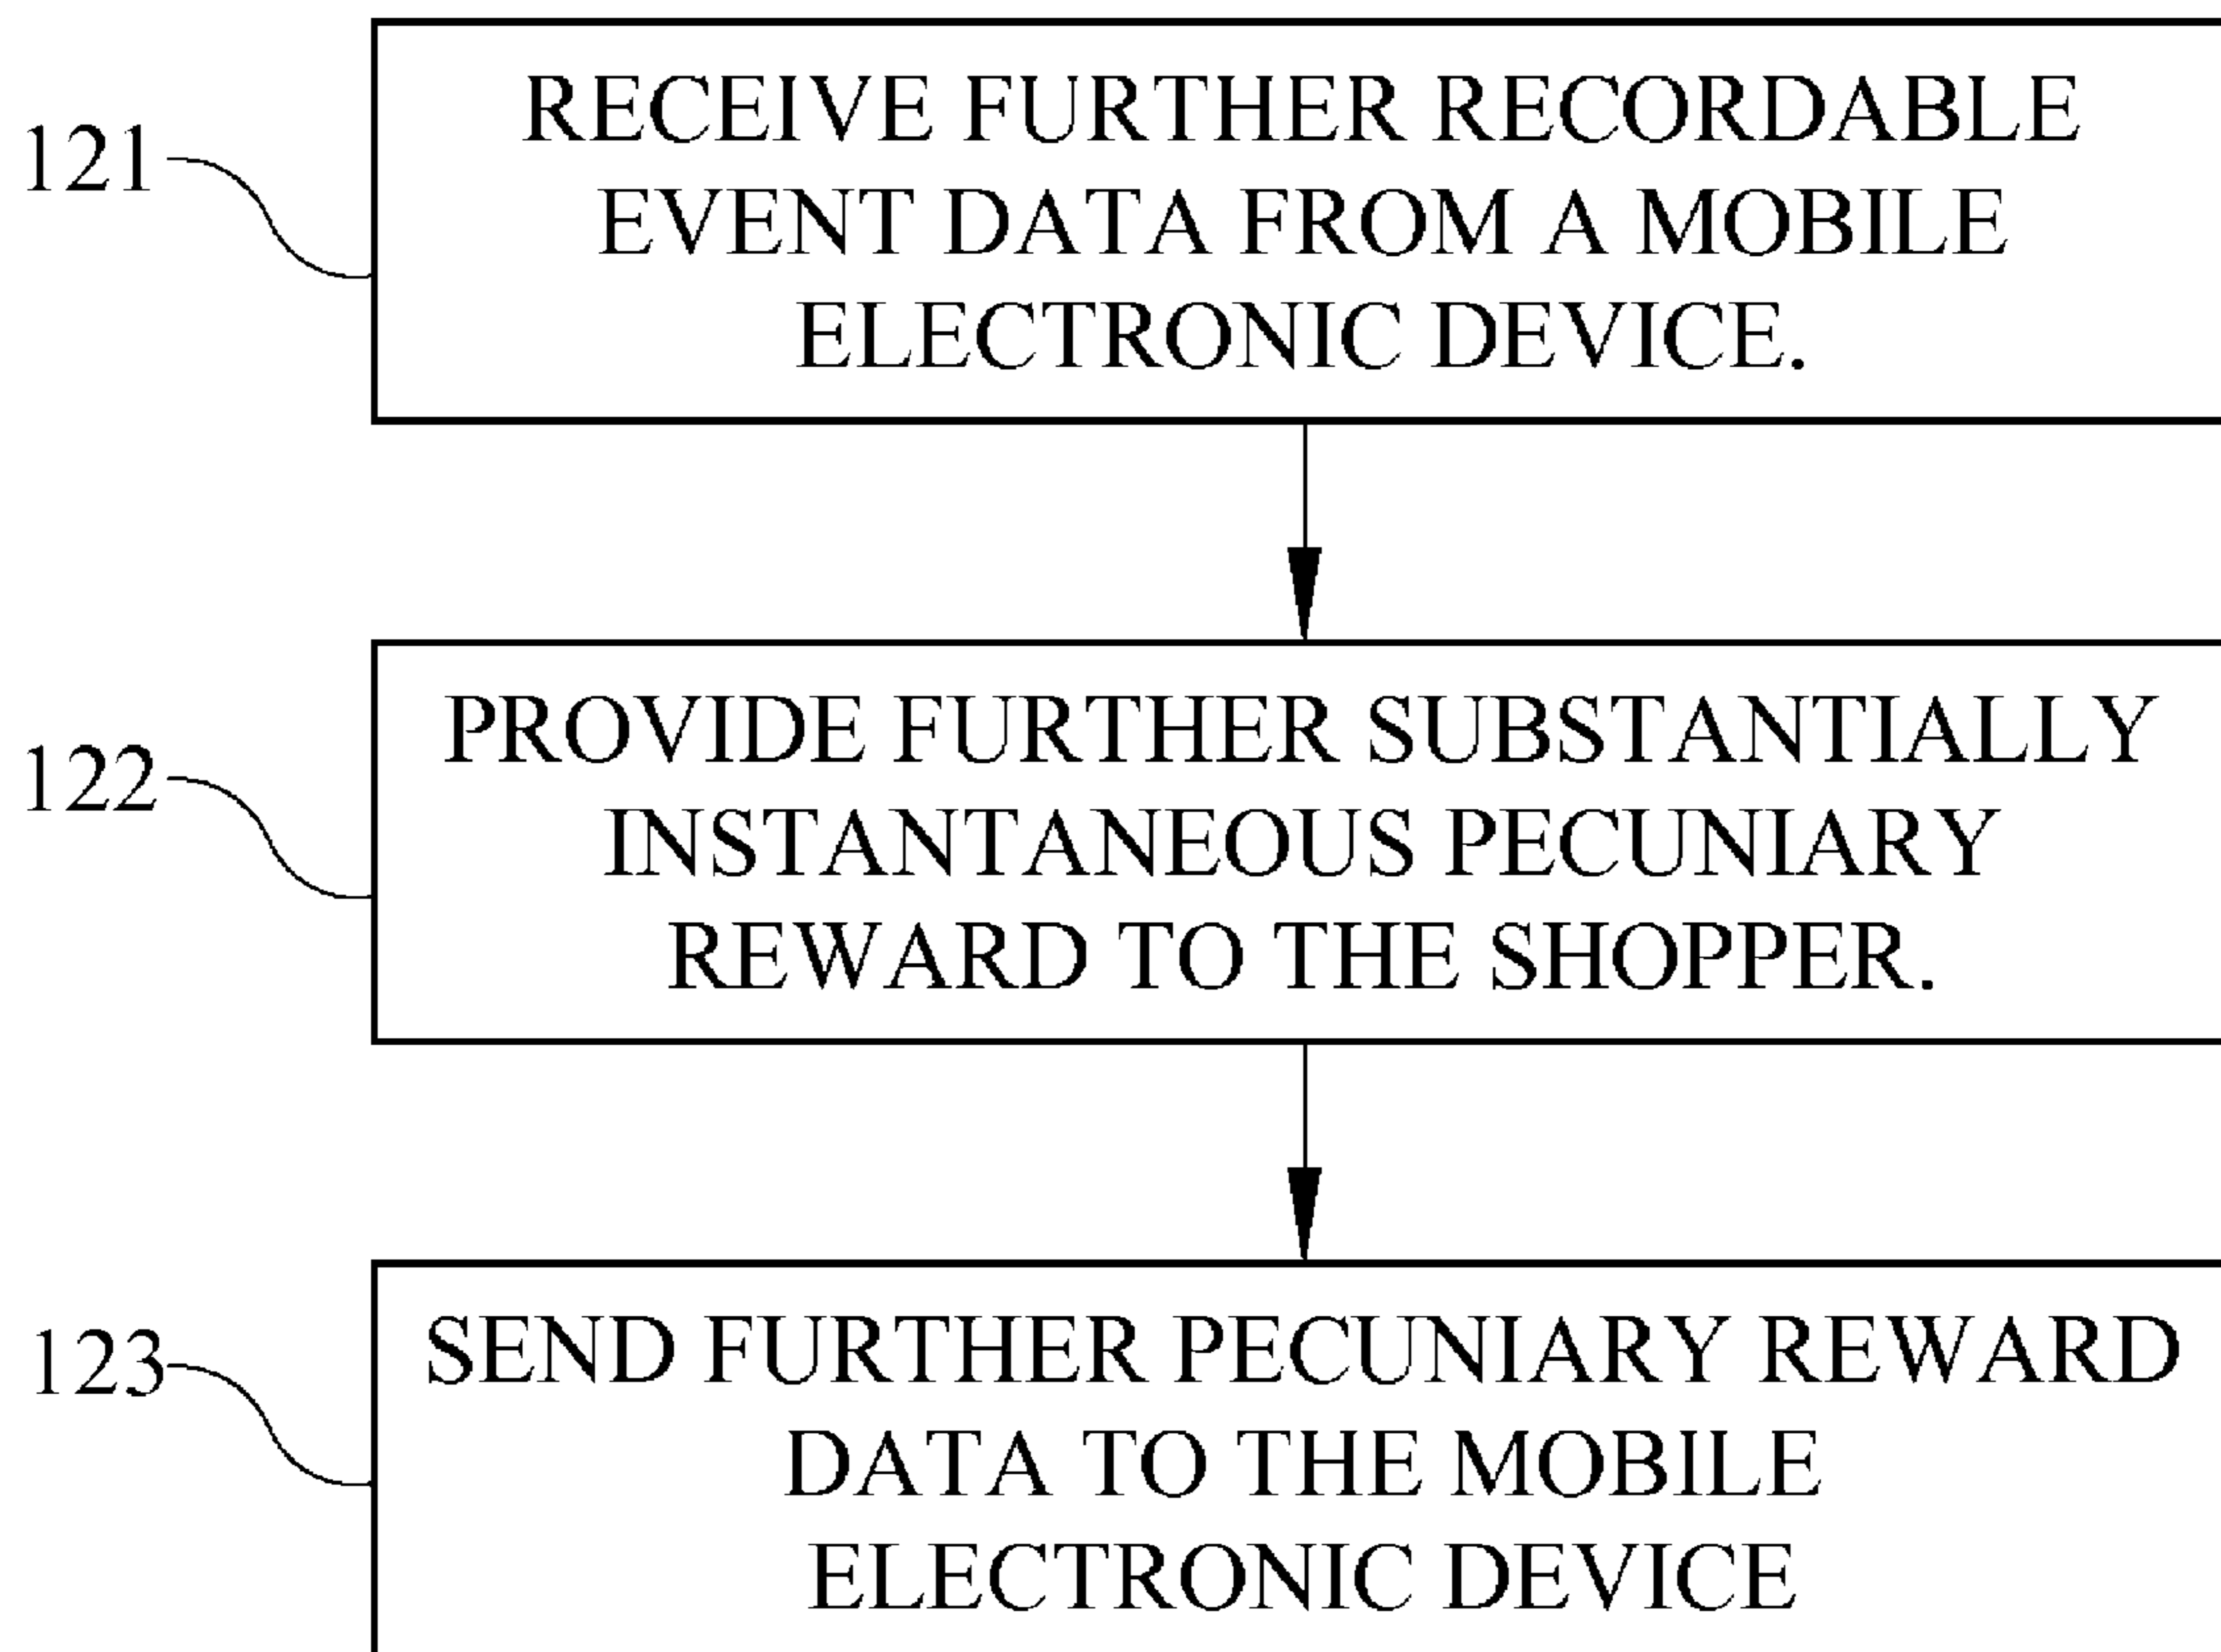 121
RECEIVE FURTHER RECORDABLE
EVENT DATA FROM A MOBILE
ELECTRONIC DEVICE.
122
PROVIDE FURTHER SUBSTANTIALLY
INSTANTANEOUS PECUNIARY
REWARD TO THE SHOPPER.
123
SEND FURTHER PECUNIARY REWARD
DATA TO THE MOBILE
ELECTRONIC DEVICE